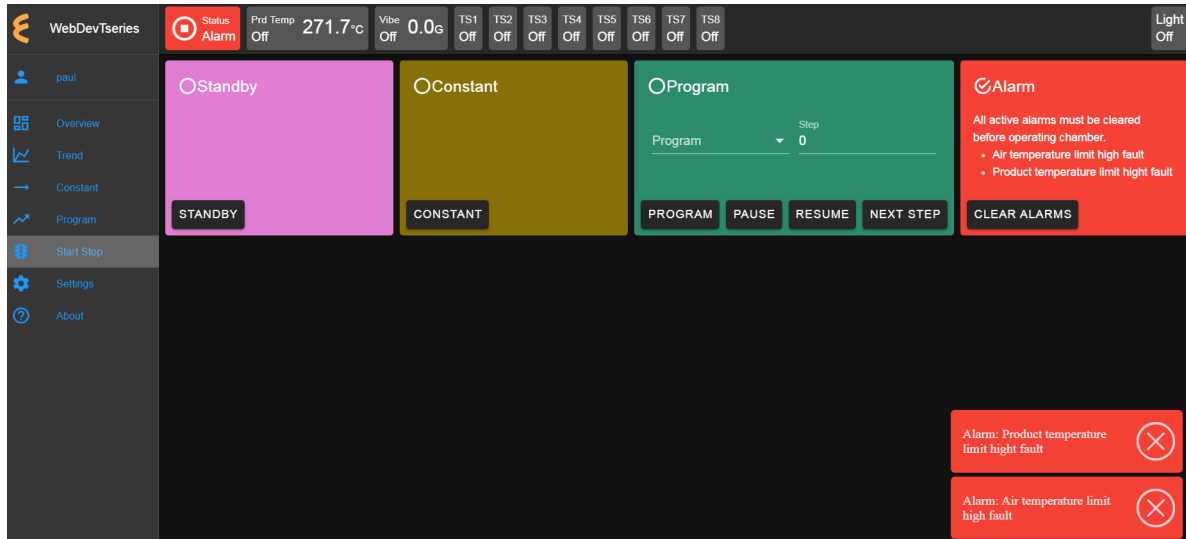 WebDevTseries
Status
Alarm
Prd Temp
Off
271.7°C
Vibe
Off
0.0G
TS1
Off
TS2
Off
TS3
Off
TS4
Off
TS5
Off
TS6
Off
TS7
Off
TS8
Off
Light
Off
paul
Overview
Trend
Constant
Program
Start Stop
Settings
About
Standby
STANDBY
Constant
CONSTANT
Program
Program
Step
0
PROGRAM
PAUSE
RESUME
NEXT STEP
Alarm
All active alarms must be cleared
before operating chamber.
• Air temperature limit high fault
• Product temperature limit hight fault
CLEAR ALARMS
Alarm: Product temperature
limit hight fault
Alarm: Air temperature limit
high fault